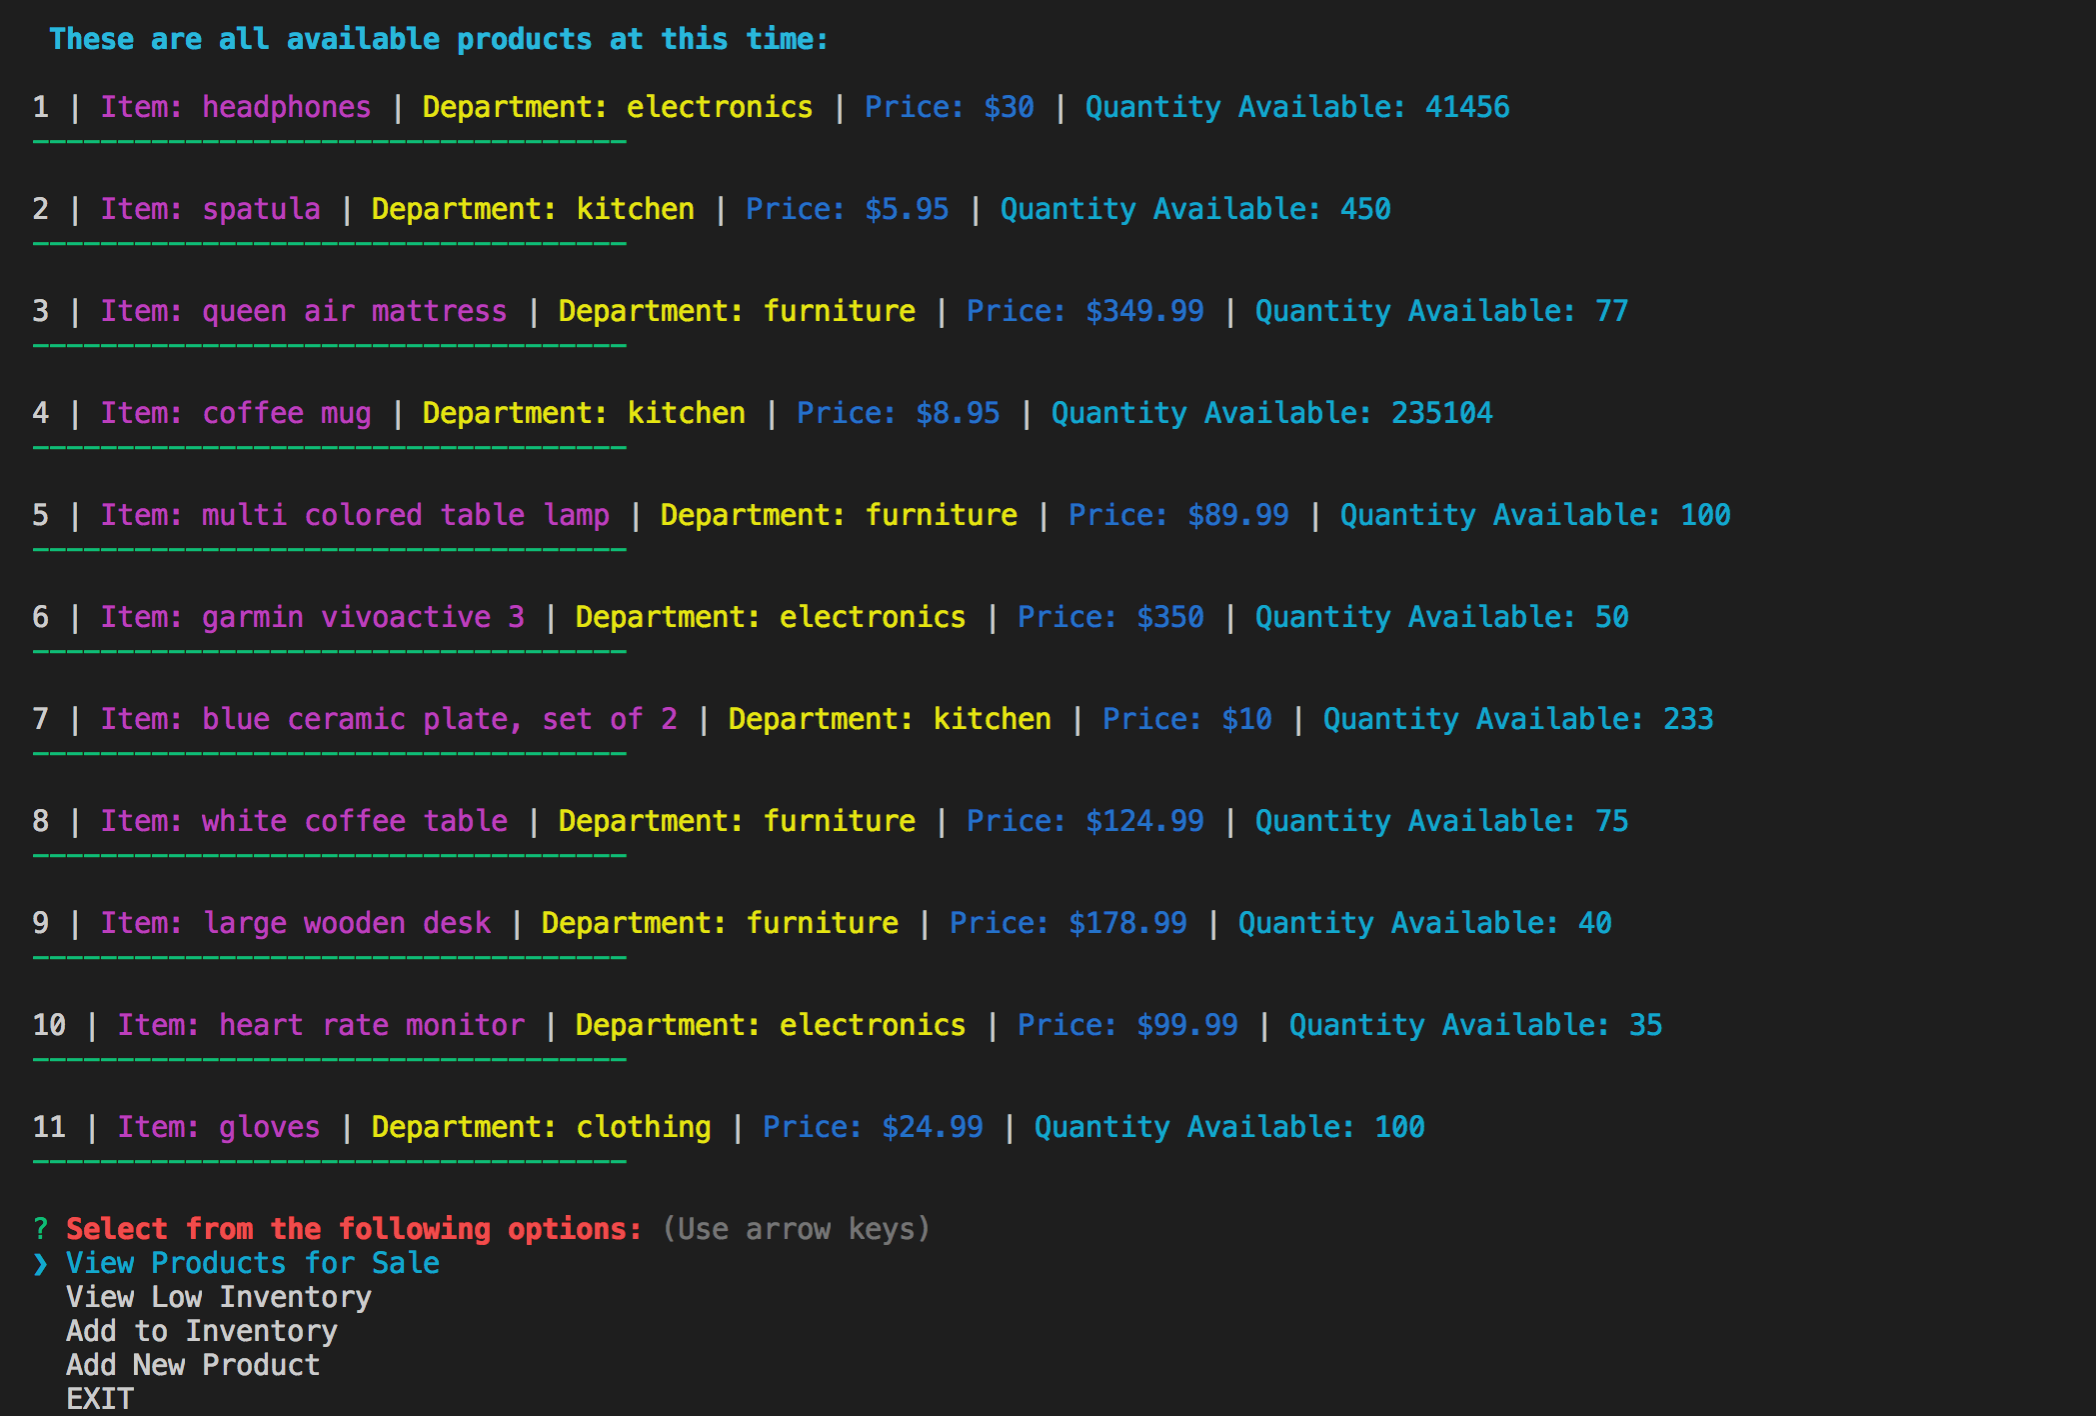 These are all available products at this time:
1 | Item: headphones | Department: electronics | Price: $30 | Quantity Available: 41456
-----------------------------------
2 | Item: spatula | Department: kitchen | Price: $5.95 | Quantity Available: 450
-----------------------------------
3 | Item: queen air mattress | Department: furniture | Price: $349.99 | Quantity Available: 77
-----------------------------------
4 | Item: coffee mug | Department: kitchen | Price: $8.95 | Quantity Available: 235104
-----------------------------------
5 | Item: multi colored table lamp | Department: furniture | Price: $89.99 | Quantity Available: 100
-----------------------------------
6 | Item: garmin vivoactive 3 | Department: electronics | Price: $350 | Quantity Available: 50
-----------------------------------
7 | Item: blue ceramic plate, set of 2 | Department: kitchen | Price: $10 | Quantity Available: 233
-----------------------------------
8 | Item: white coffee table | Department: furniture | Price: $124.99 | Quantity Available: 75
-----------------------------------
9 | Item: large wooden desk | Department: furniture | Price: $178.99 | Quantity Available: 40
-----------------------------------
10 | Item: heart rate monitor | Department: electronics | Price: $99.99 | Quantity Available: 35
-----------------------------------
11 | Item: gloves | Department: clothing | Price: $24.99 | Quantity Available: 100
-----------------------------------
? Select from the following options: (Use arrow keys)
❯ View Products for Sale
View Low Inventory
Add to Inventory
Add New Product
EXIT